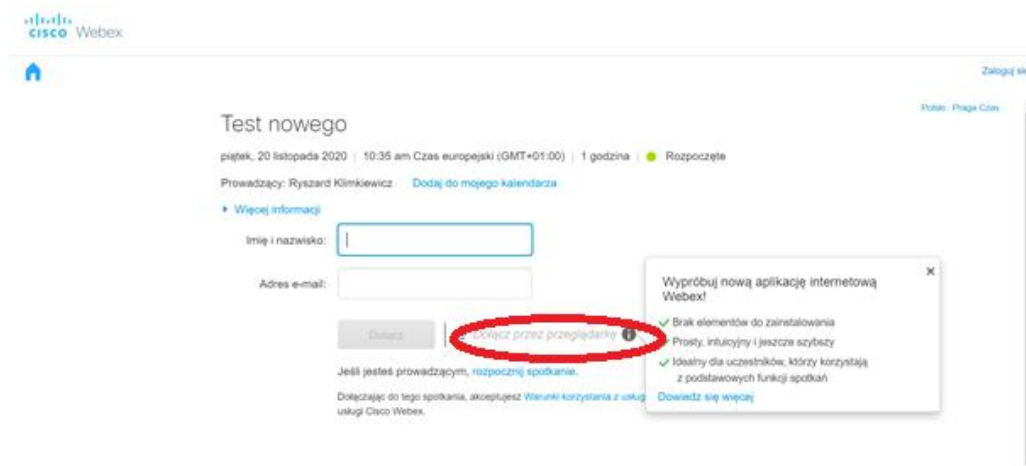 CISCO Webex
Zaloguj się
Polski : Praga Czas
Test nowego
piątek, 20 listopada 2020 | 10:35 am Czas europejski (GMT+01:00) | 1 godzina | Rozpoczęte
Prowadzący: Ryszard Klimkiewicz Dodaj do mojego kalendarza
Więcej informacji
Imię i nazwisko:
Adres e-mail:
Dołącz
Dołącz przez przeglądarkę
Jeśli jesteś prowadzącym, rozpocznij spotkanie.
Dołączając do tego spotkania, akceptujesz Warunki korzystania z usług
usługi Cisco Webex.
Wypróbuj nową aplikację internetową
Webex!
Brak elementów do zainstalowania
Prosty, intuicyjny i jeszcze szybszy
Idealny dla uczestników, którzy korzystają
z podstawowych funkcji spotkań
Dowiedz się więcej